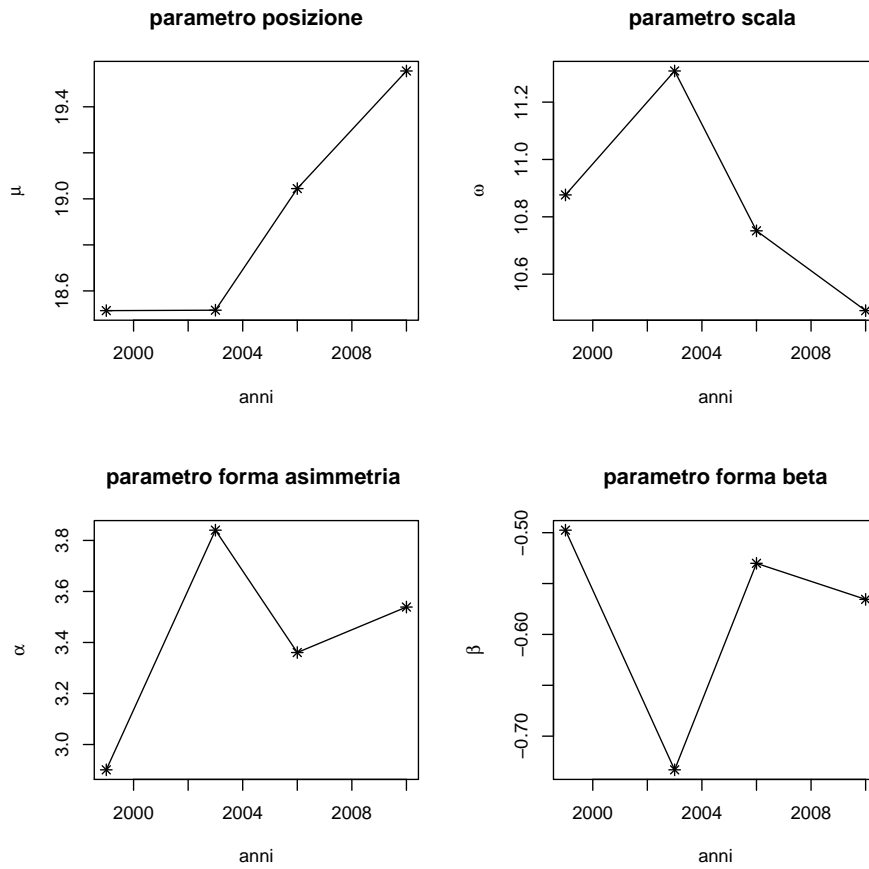 parametro posizione
μ
18.6
19.0
19.4
2000
2004
2008
anni
parametro scala
ω
10.6
10.8
11.0
11.2
2000
2004
2008
anni
parametro forma asimmetria
α
3.0
3.4
3.6
3.8
2000
2004
2008
anni
parametro forma beta
β
−0.70
−0.60
−0.50
2000
2004
2008
anni